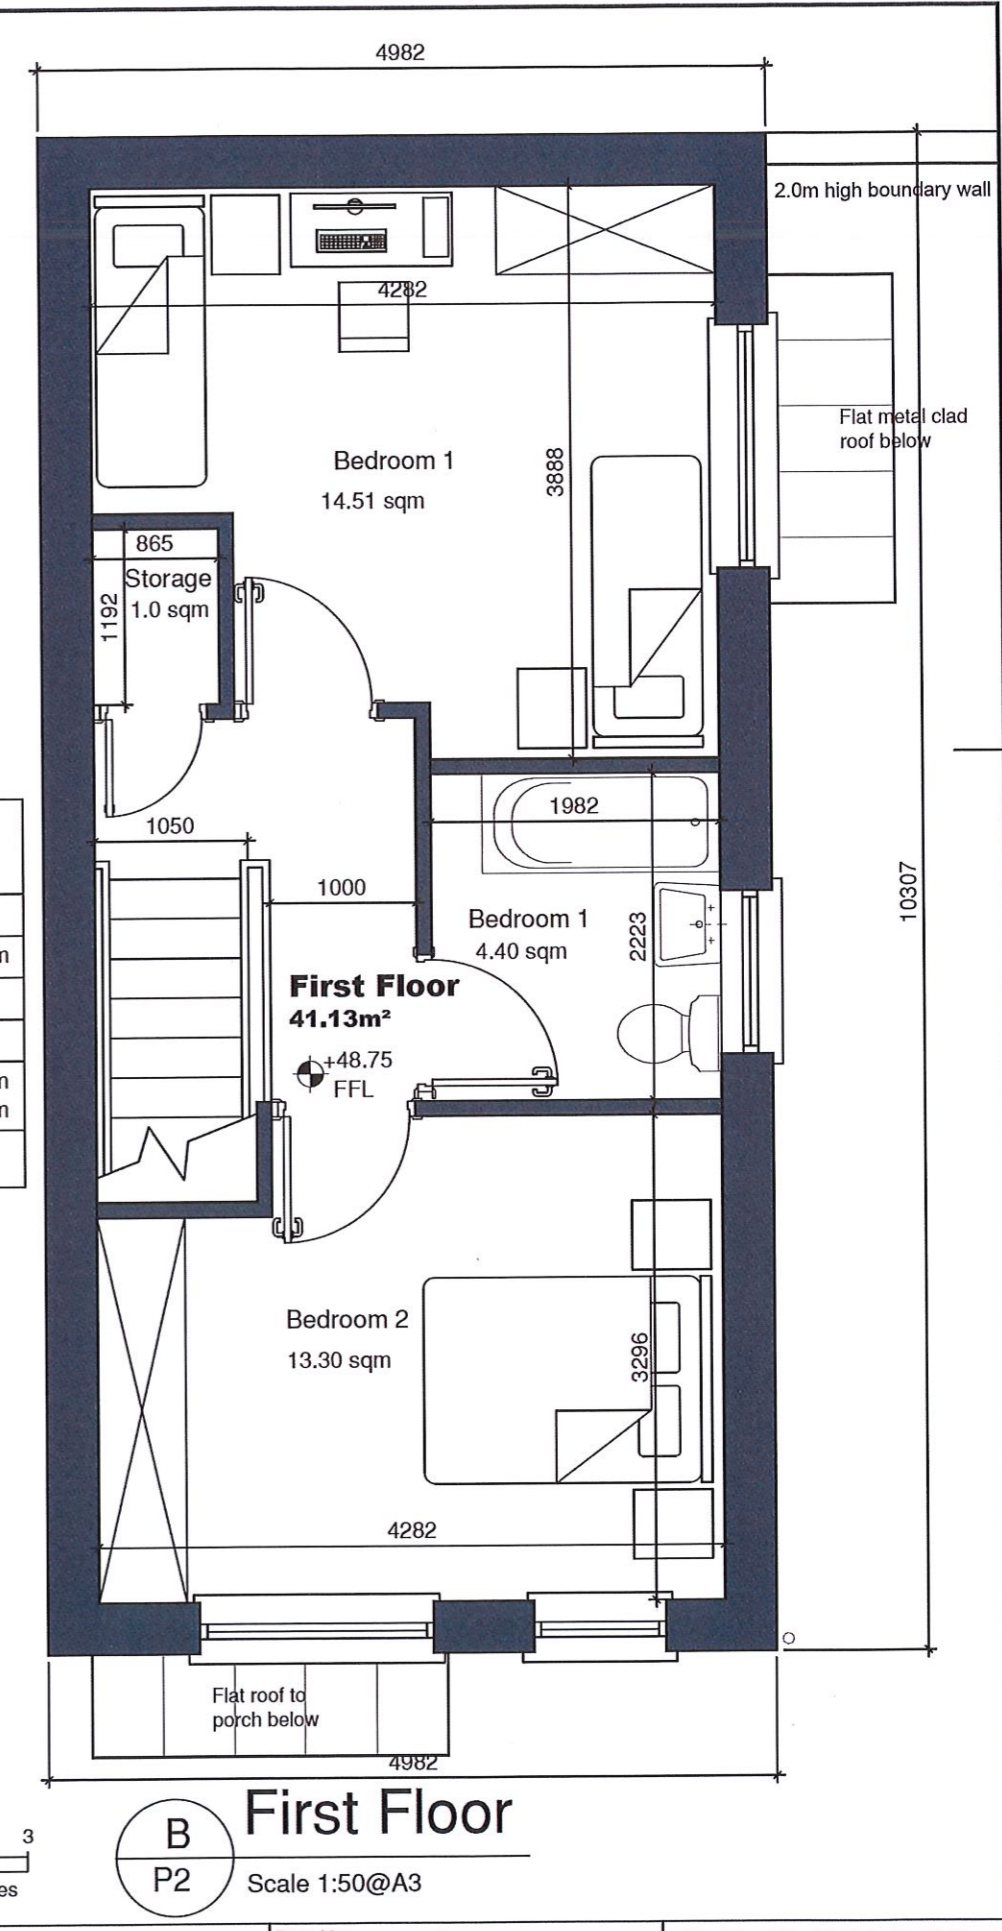 4982
2.0m high boundary wall
4282
Flat metal clad
roof below
Bedroom 1
14.51 sqm
3888
865
Storage
1.0 sqm
1192
1050
1982
1000
10307
Bedroom 1
4.40 sqm
2223
m
First Floor
41.13m²
+48.75
FFL
m
m
Bedroom 2
13.30 sqm
3296
4282
Flat roof to
porch below
4982
First Floor
B
P2
Scale 1:50@A3
3
es